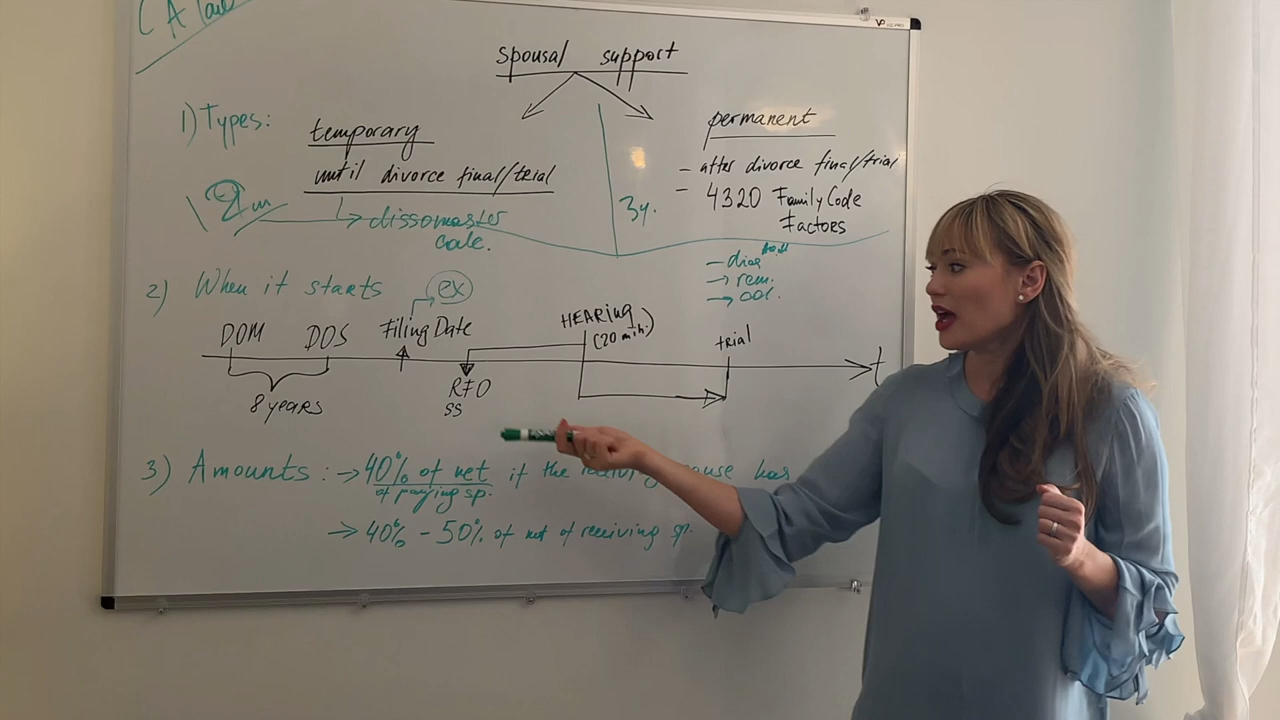 CA law
spousal support
1) Types:
temporary
until divorce final/trial
dissomaster
calc.
3y.
permanent
- after divorce final/trial
- 4320 Family Code
Factors
→ rem.
2) When it starts
ex
DOM DOS Filing Date
HEARING
(20 min.)
trial
t
8 years
RFO
SS
3) Amounts: → 40% of net if the has
of paying sp.
→ 40% - 50% of net of receiving sp.